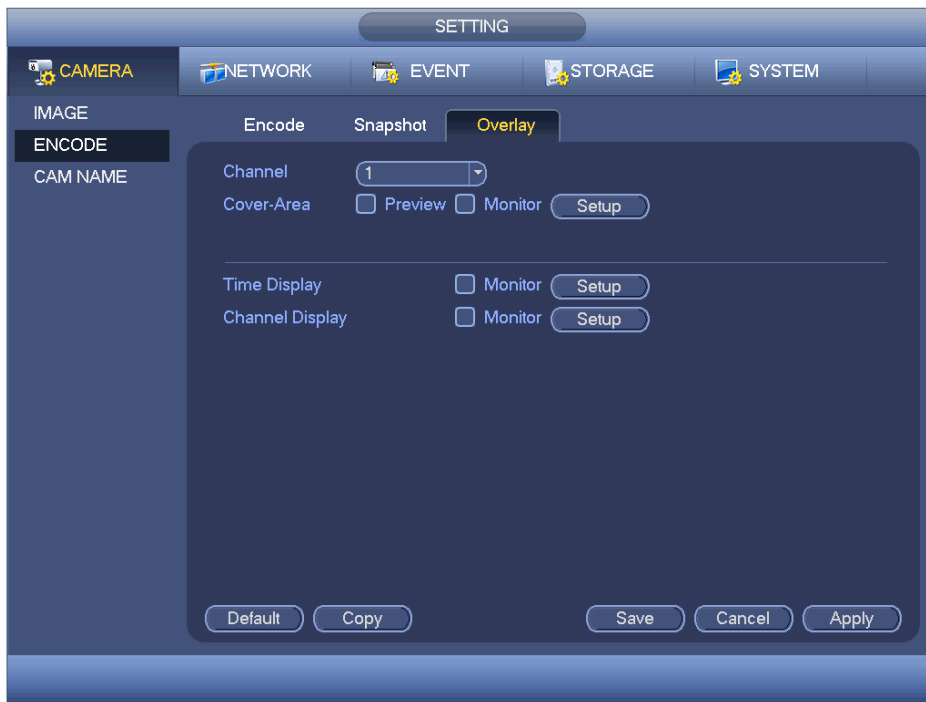 SETTING
CAMERA NETWORK EVENT STORAGE SYSTEM
IMAGE
ENCODE
CAM NAME
Encode Snapshot Overlay
Channel 1
Cover-Area Preview Monitor Setup
Time Display Monitor Setup
Channel Display Monitor Setup
Default Copy Save Cancel Apply